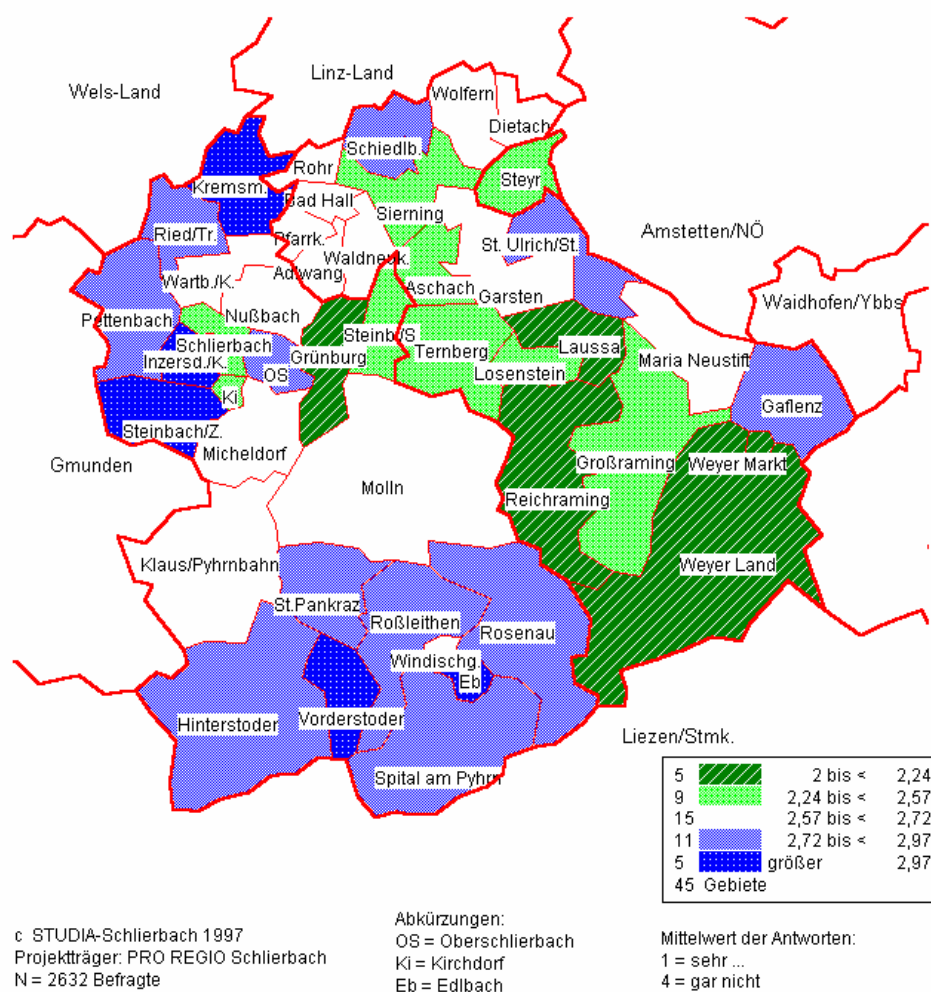 Linz-Land
Wels-Land
Wolfern
Dietach
Schiedlb.
Rohr
Steyr
Kremsm.
Bad Hall
Sierning
Ried/Tr.
Pfarrk.
St. Ulrich/St.
Amstetten/NÖ
Waldneuk.
Adlwang
Wartb./K.
Aschach
Garsten
Waidhofen/Ybbs
Nußbach
Pettenbach
Schlierbach
Steinb/S
Grünburg
Ternberg
Laussa
Maria Neustift
Inzersd./K.
OS
Losenstein
Ki
Gaflenz
Steinbach/Z.
Micheldorf
Gmunden
Großraming
Weyer Markt
Molln
Reichraming
Klaus/Pyhrnbahn
Weyer Land
St.Pankraz
Roßleithen
Rosenau
Windischg.
Eb
Hinterstoder
Vorderstoder
Liezen/Stmk.
Spital am Pyhrn
5 2 bis < 2,24
9 2,24 bis < 2,57
15 2,57 bis < 2,72
11 2,72 bis < 2,97
5 größer 2,97
45 Gebiete
c STUDIA-Schlierbach 1997
Projektträger: PRO REGIO Schlierbach
N = 2632 Befragte
Abkürzungen:
OS = Oberschlierbach
Ki = Kirchdorf
Eb = Edlbach
Mittelwert der Antworten:
1 = sehr ...
4 = gar nicht